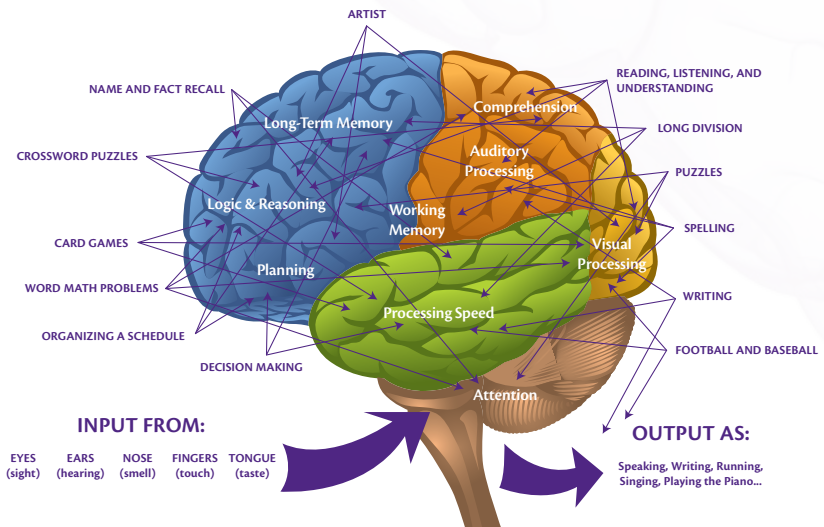 ARTIST
NAME AND FACT RECALL
CROSSWORD PUZZLES
CARD GAMES
WORD MATH PROBLEMS
ORGANIZING A SCHEDULE
DECISION MAKING
READING, LISTENING, AND
UNDERSTANDING
LONG DIVISION
PUZZLES
SPELLING
WRITING
FOOTBALL AND BASEBALL
Long-Term Memory
Comprehension
Auditory
Processing
Logic & Reasoning
Working
Memory
Planning
Visual
Processing
Processing Speed
Attention
INPUT FROM:
EYES
(sight)
EARS
(hearing)
NOSE
(smell)
FINGERS
(touch)
TONGUE
(taste)
OUTPUT AS:
Speaking, Writing, Running,
Singing, Playing the Piano...